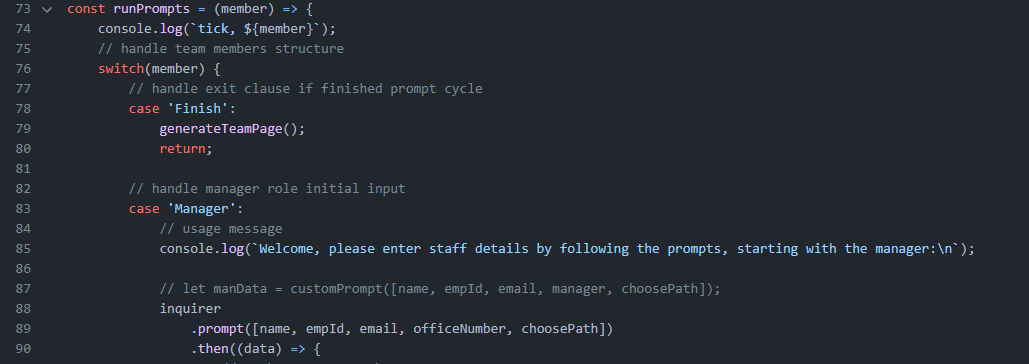 73 const runPrompts = (member) => {
74 console.log(`tick, ${member}`);
75 // handle team members structure
76 switch(member) {
77 // handle exit clause if finished prompt cycle
78 case 'Finish':
79 generateTeamPage();
80 return;
81
82 // handle manager role initial input
83 case 'Manager':
84 // usage message
85 console.log(`Welcome, please enter staff details by following the prompts, starting with the manager:\n`);
86
87 // let manData = customPrompt([name, empId, email, manager, choosePath]);
88 inquirer
89 .prompt([name, empId, email, officeNumber, choosePath])
90 .then((data) => {